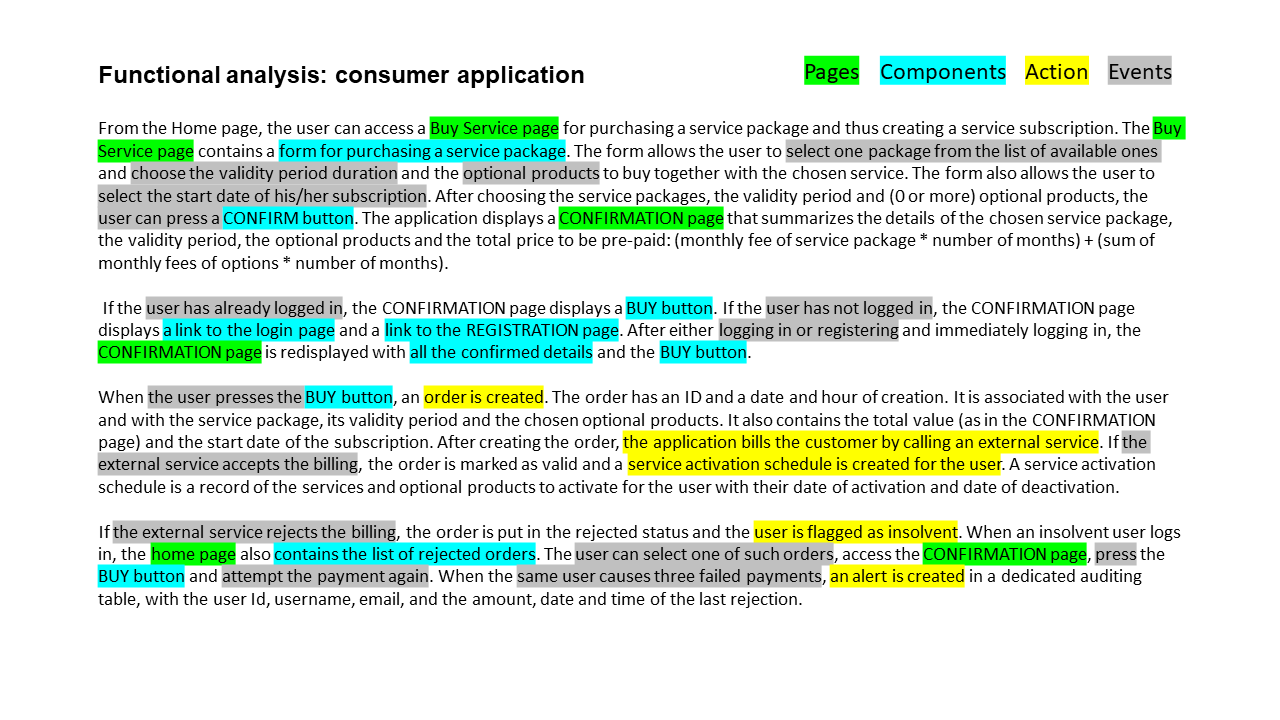 Functional analysis: consumer application
Pages Components Action Events
From the Home page, the user can access a Buy Service page for purchasing a service package and thus creating a service subscription. The Buy
Service page contains a form for purchasing a service package. The form allows the user to select one package from the list of available ones
and choose the validity period duration and the optional products to buy together with the chosen service. The form also allows the user to
select the start date of his/her subscription. After choosing the service packages, the validity period and (0 or more) optional products, the
user can press a CONFIRM button. The application displays a CONFIRMATION page that summarizes the details of the chosen service package,
the validity period, the optional products and the total price to be pre-paid: (monthly fee of service package * number of months) + (sum of
monthly fees of options * number of months).
If the user has already logged in, the CONFIRMATION page displays a BUY button. If the user has not logged in, the CONFIRMATION page
displays a link to the login page and a link to the REGISTRATION page. After either logging in or registering and immediately logging in, the
CONFIRMATION page is redisplayed with all the confirmed details and the BUY button.
When the user presses the BUY button, an order is created. The order has an ID and a date and hour of creation. It is associated with the user
and with the service package, its validity period and the chosen optional products. It also contains the total value (as in the CONFIRMATION
page) and the start date of the subscription. After creating the order, the application bills the customer by calling an external service. If the
external service accepts the billing, the order is marked as valid and a service activation schedule is created for the user. A service activation
schedule is a record of the services and optional products to activate for the user with their date of activation and date of deactivation.
If the external service rejects the billing, the order is put in the rejected status and the user is flagged as insolvent. When an insolvent user logs
in, the home page also contains the list of rejected orders. The user can select one of such orders, access the CONFIRMATION page, press the
BUY button and attempt the payment again. When the same user causes three failed payments, an alert is created in a dedicated auditing
table, with the user Id, username, email, and the amount, date and time of the last rejection.